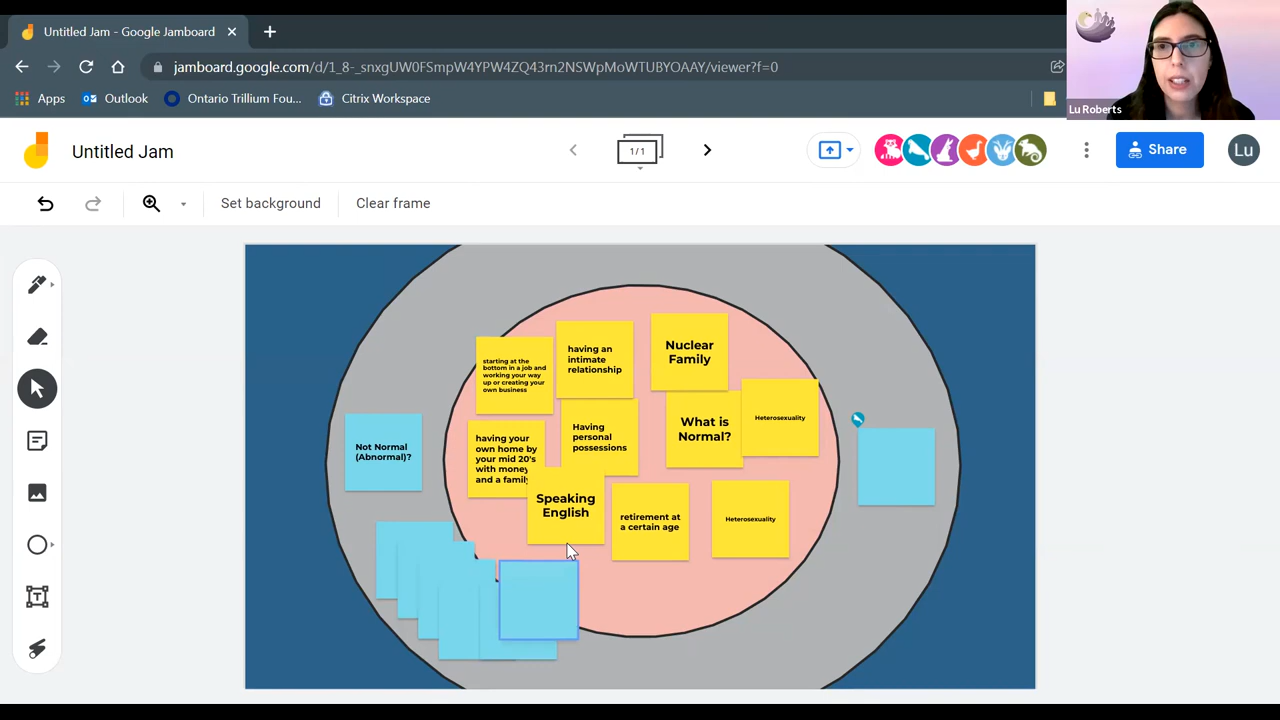 Untitled Jam - Google Jamboard
jamboard.google.com/d/1_8-_snxgUW0FSmpW4YPW4ZQ43rn2NSWpMoWTUBYOAAY/viewer?f=0
Apps
Outlook
Ontario Trillium Fou...
Citrix Workspace
Lu Roberts
Untitled Jam
1/1
Share
Lu
Set background
Clear frame
starting at the
bottom in a job and
working your way
up or creating your
own business
having an
intimate
relationship
Nuclear
Family
having your
own home by
your mid 20's
with money
and a family
Having
personal
possessions
What is
Normal?
Heterosexuality
Not Normal
(Abnormal)?
Speaking
English
retirement at
a certain age
Heterosexuality